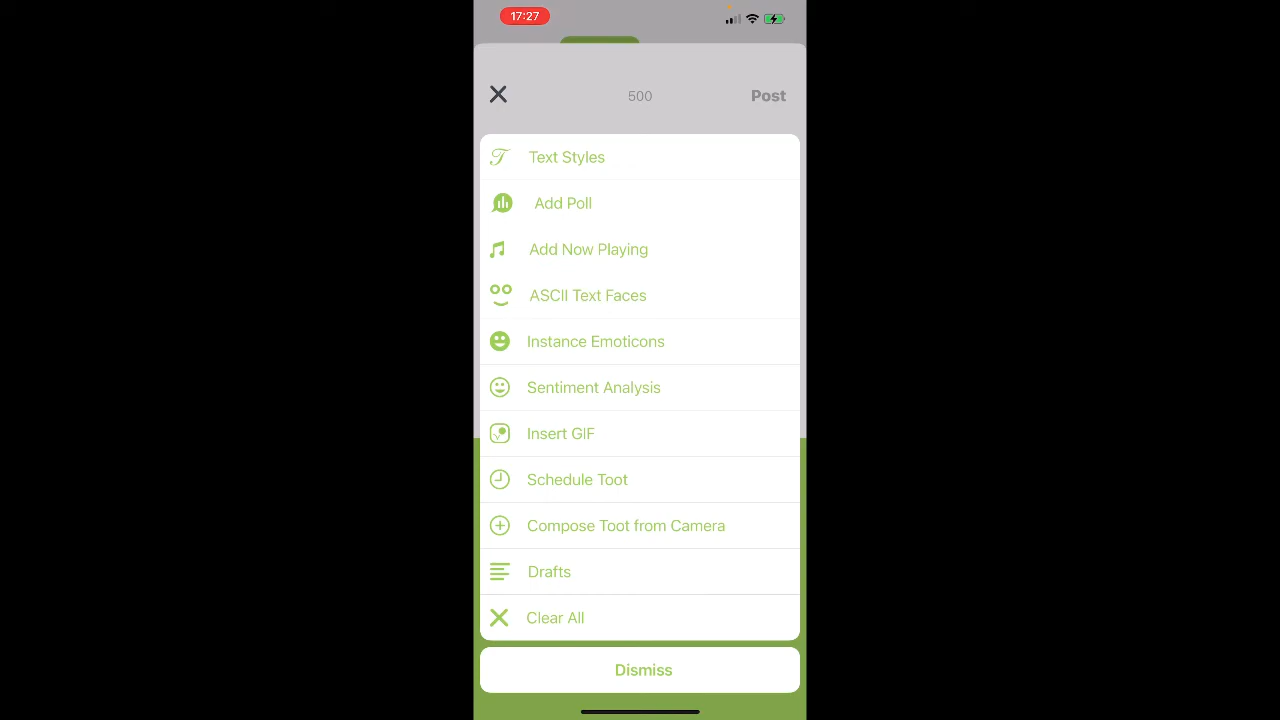 17:27
500
Post
Text Styles
Add Poll
Add Now Playing
ASCII Text Faces
Instance Emoticons
Sentiment Analysis
Insert GIF
Schedule Toot
Compose Toot from Camera
Drafts
Clear All
Dismiss